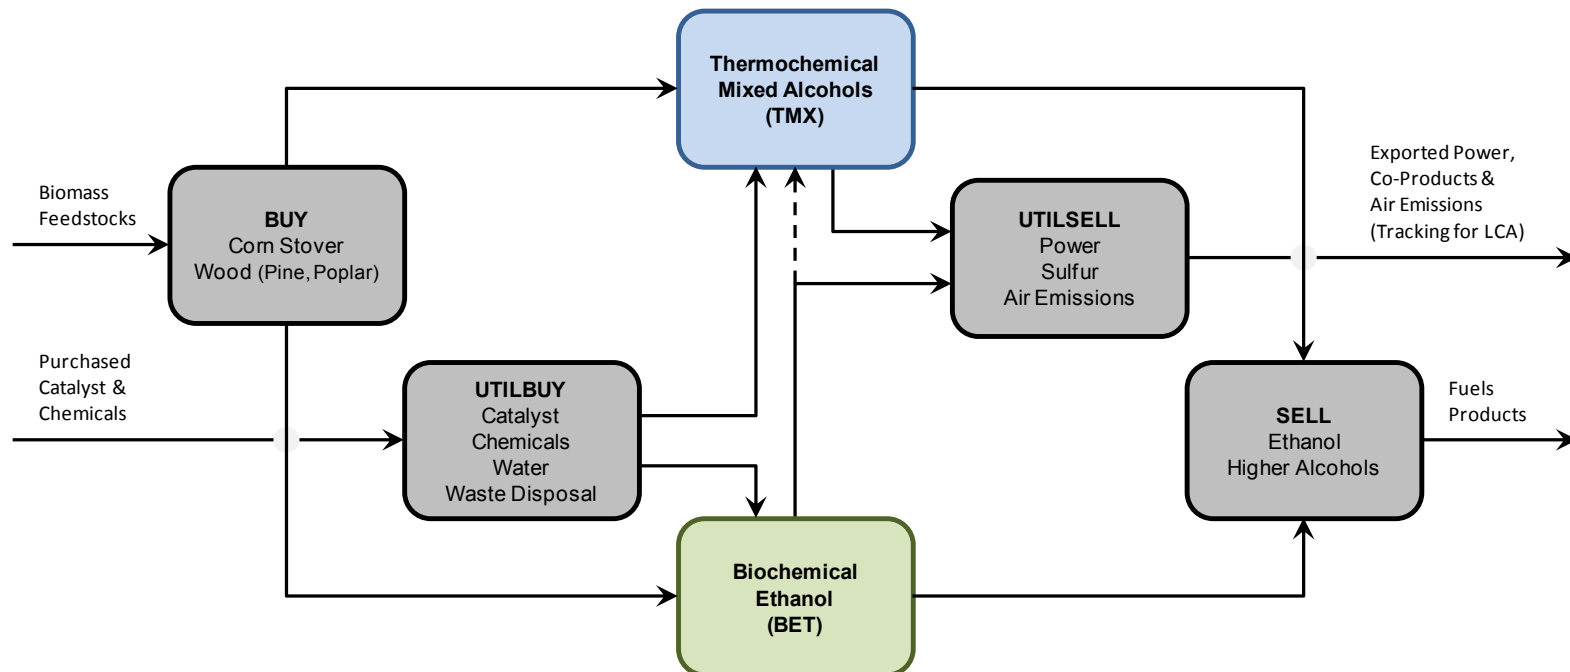 Thermochemical
Mixed Alcohols
(TMX)
Biomass
Feedstocks
BUY
Corn Stover
Wood (Pine, Poplar)
UTILSELL
Power
Sulfur
Air Emissions
Exported Power,
Co-Products &
Air Emissions
(Tracking for LCA)
Purchased
Catalyst &
Chemicals
UTILBUY
Catalyst
Chemicals
Water
Waste Disposal
SELL
Ethanol
Higher Alcohols
Fuels
Products
Biochemical
Ethanol
(BET)